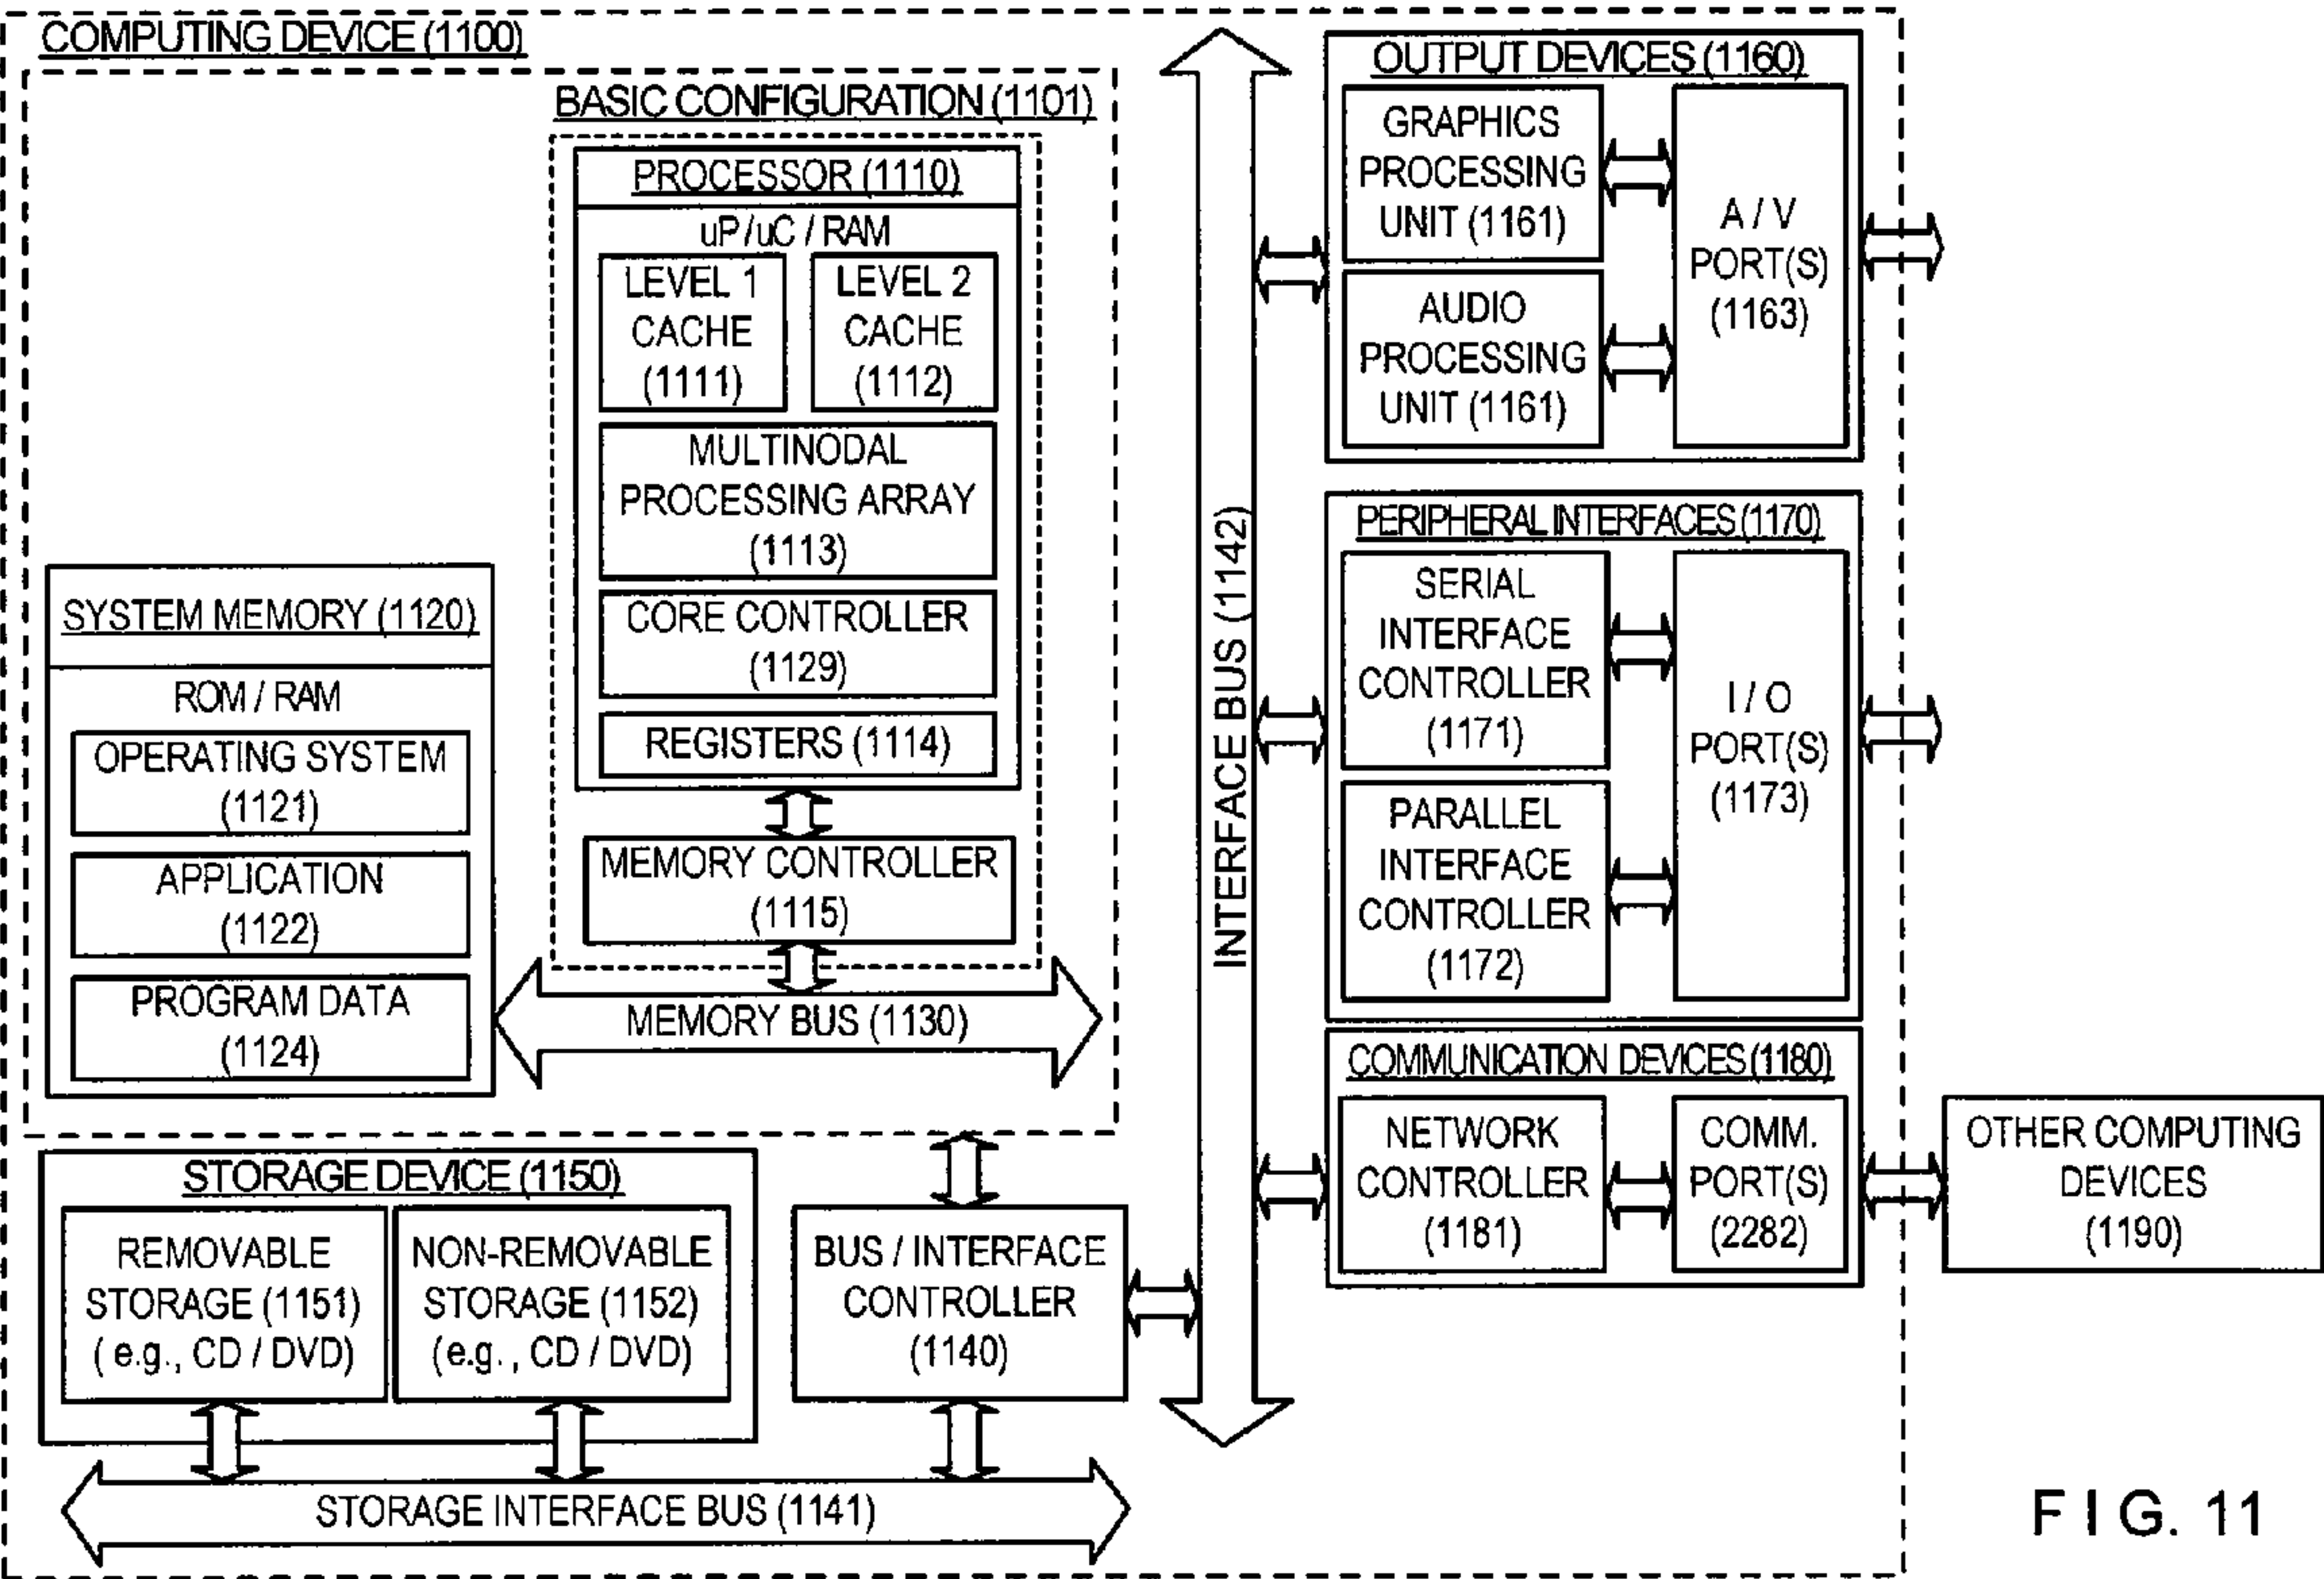 COMPUTING DEVICE (1100)
BASIC CONFIGURATION (1101)
PROCESSOR (1110)
uP/uC / RAM
LEVEL 1
CACHE
(1111)
LEVEL 2
CACHE
(1112)
MULTINODAL
PROCESSING ARRAY
(1113)
CORE CONTROLLER
(1129)
REGISTERS (1114)
MEMORY CONTROLLER
(1115)
SYSTEM MEMORY (1120)
ROM / RAM
OPERATING SYSTEM
(1121)
APPLICATION
(1122)
PROGRAM DATA
(1124)
MEMORY BUS (1130)
STORAGE DEVICE (1150)
REMOVABLE
STORAGE (1151)
( e.g., CD / DVD)
NON-REMOVABLE
STORAGE (1152)
(e.g., CD / DVD)
BUS / INTERFACE
CONTROLLER
(1140)
STORAGE INTERFACE BUS (1141)
INTERFACE BUS (1142)
OUTPUT DEVICES (1160)
GRAPHICS
PROCESSING
UNIT (1161)
AUDIO
PROCESSING
UNIT (1161)
A / V
PORT(S)
(1163)
PERIPHERAL INTERFACES (1170)
SERIAL
INTERFACE
CONTROLLER
(1171)
PARALLEL
INTERFACE
CONTROLLER
(1172)
I / O
PORT(S)
(1173)
COMMUNICATION DEVICES (1180)
NETWORK
CONTROLLER
(1181)
COMM.
PORT(S)
(2282)
OTHER COMPUTING
DEVICES
(1190)
FIG. 11